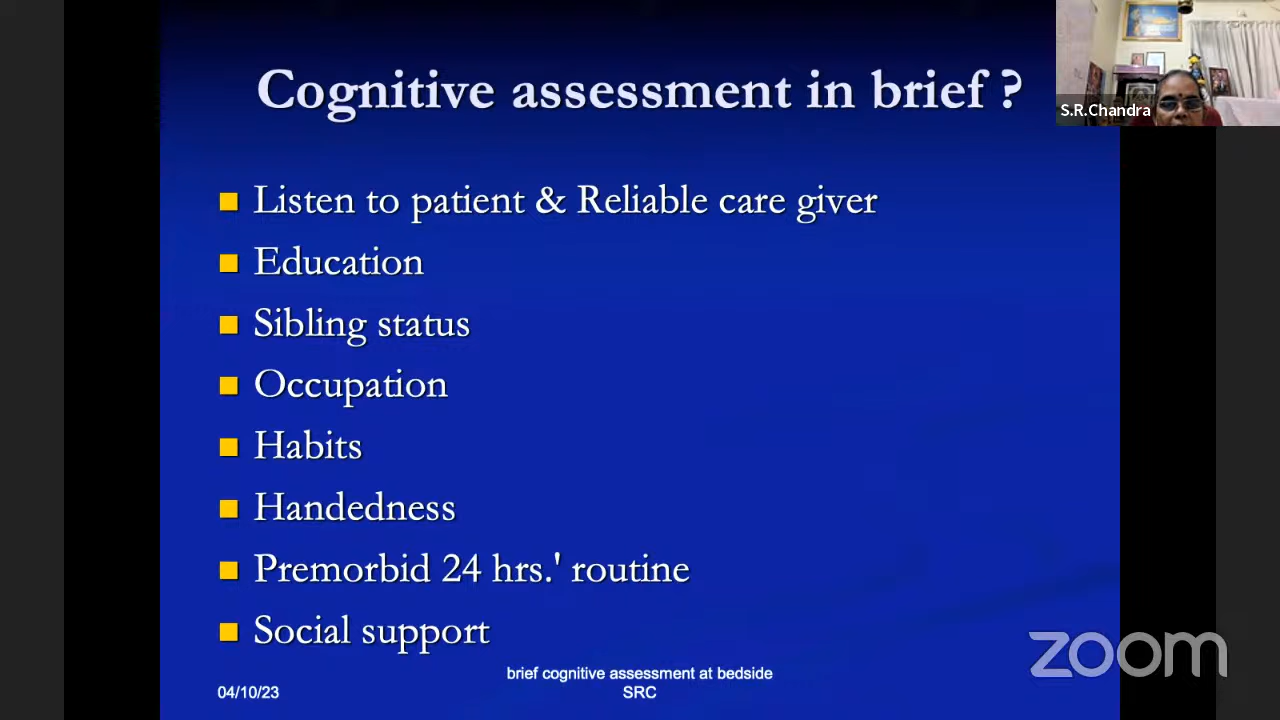 Cognitive assessment in brief ?
S.R.Chandra
Listen to patient & Reliable care giver
Education
Sibling status
Occupation
Habits
Handedness
Premorbid 24 hrs.' routine
Social support
brief cognitive assessment at bedside
04/10/23
SRC
zoom